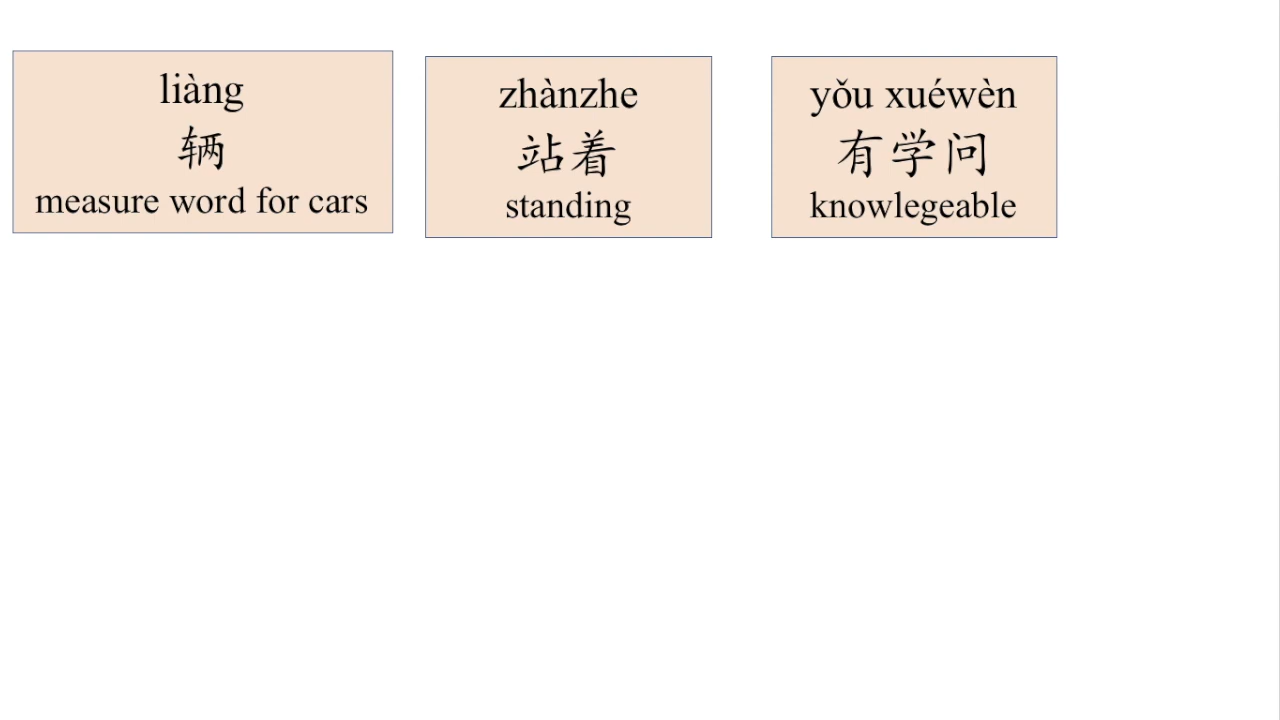 liàng
辆
measure word for cars
zhànzhe
站着
standing
yǒu xuéwèn
有学问
knowlegeable